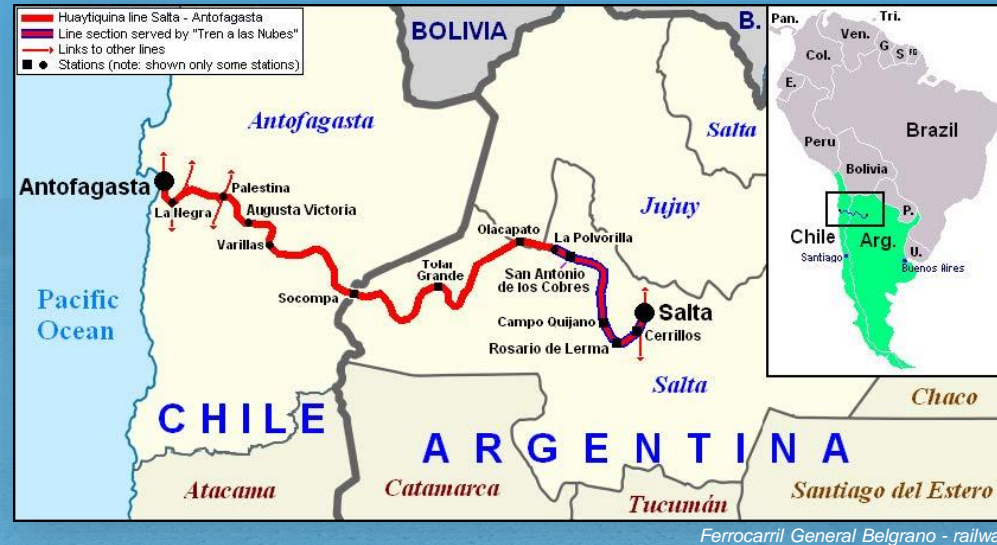 Huaytiquina line Salta - Antofagasta
Line section served by "Tren a las Nubes"
Links to other lines
Stations (note: shown only some stations)
BOLIVIA
B.
Antofagasta
Salta
Jujuy
Antofagasta
La Negra
Palestina
Augusta Victoria
Varillas
Socompa
Tolar
Grande
Olacapato
La Polvorilla
San Antonio
de los Cobres
Campo Quijano
Rosario de Lerma
Salta
Cerrillos
Pacific
Ocean
Salta
CHILE
ARGENTINA
Atacama
Catamarca
Tucumán
Chaco
Santiago del Estero
Pan.
Tri.
Ven.
G
S
FG
Col.
E.
Peru
Brazil
Bolivia
P.
Chile
Arg.
U.
Santiago
Buenos Aires
Ferrocarril General Belgrano - railwa